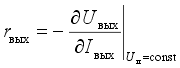 r_вых = − ∂U_вых / ∂I_вых |_{U_п=const}